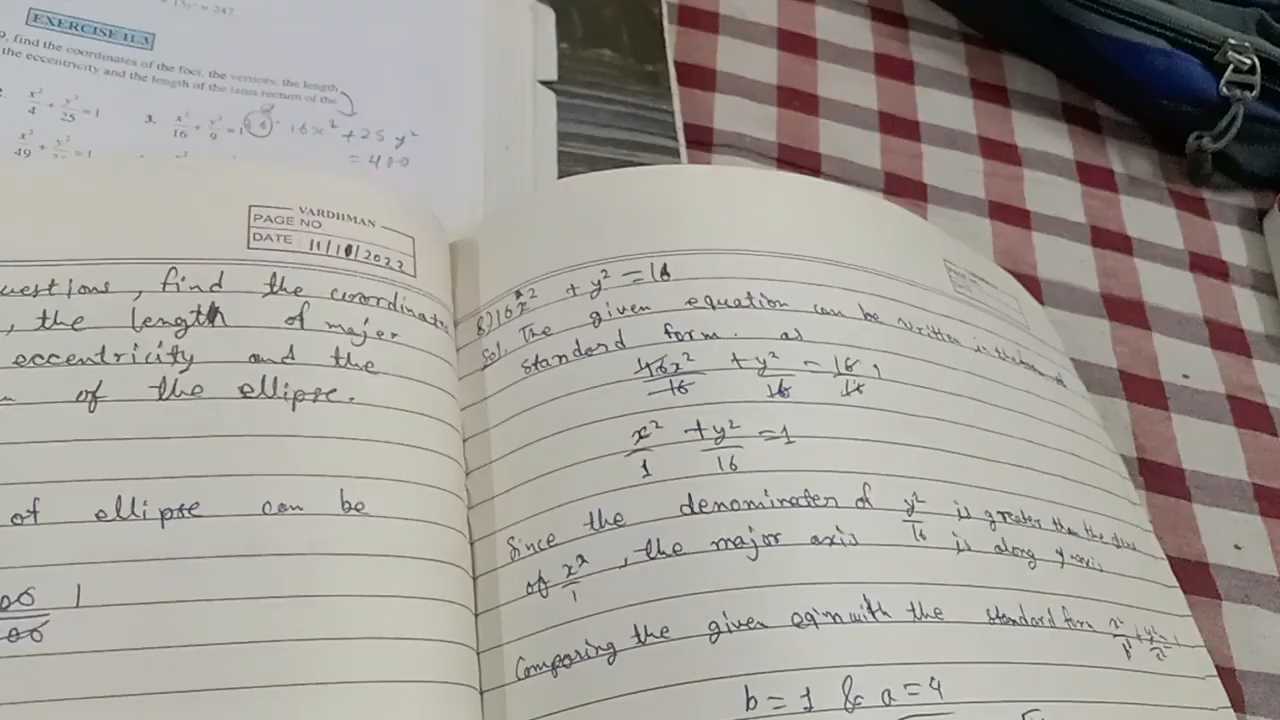 = 247
EXERCISE 11.3
9, find the coordinates of the foci, the vertices, the length
the eccentricity and the length of the latus rectum of the
x²/4 + y²/25 = 1
3. x²/16 + y²/9 = 1
16x² + 25y²
= 400
x²/49 +
= 1
VARDHMAN
PAGE NO
DATE 11/10/2022
uestions, find the coordinate
, the length of major
eccentricity and the
of the ellipse.
of ellipse can be
1
8) 16x² + y² = 16
Sol. The given equation can be written in the
standard form. as
16x²/16 + y²/16 = 16/16
x²/1 + y²/16 = 1
Since the denominater of y²/16 is greater than the
of x²/1, the major axis is along y-axis
Comparing the given eqin with the standard form
b = 1 & a = 4